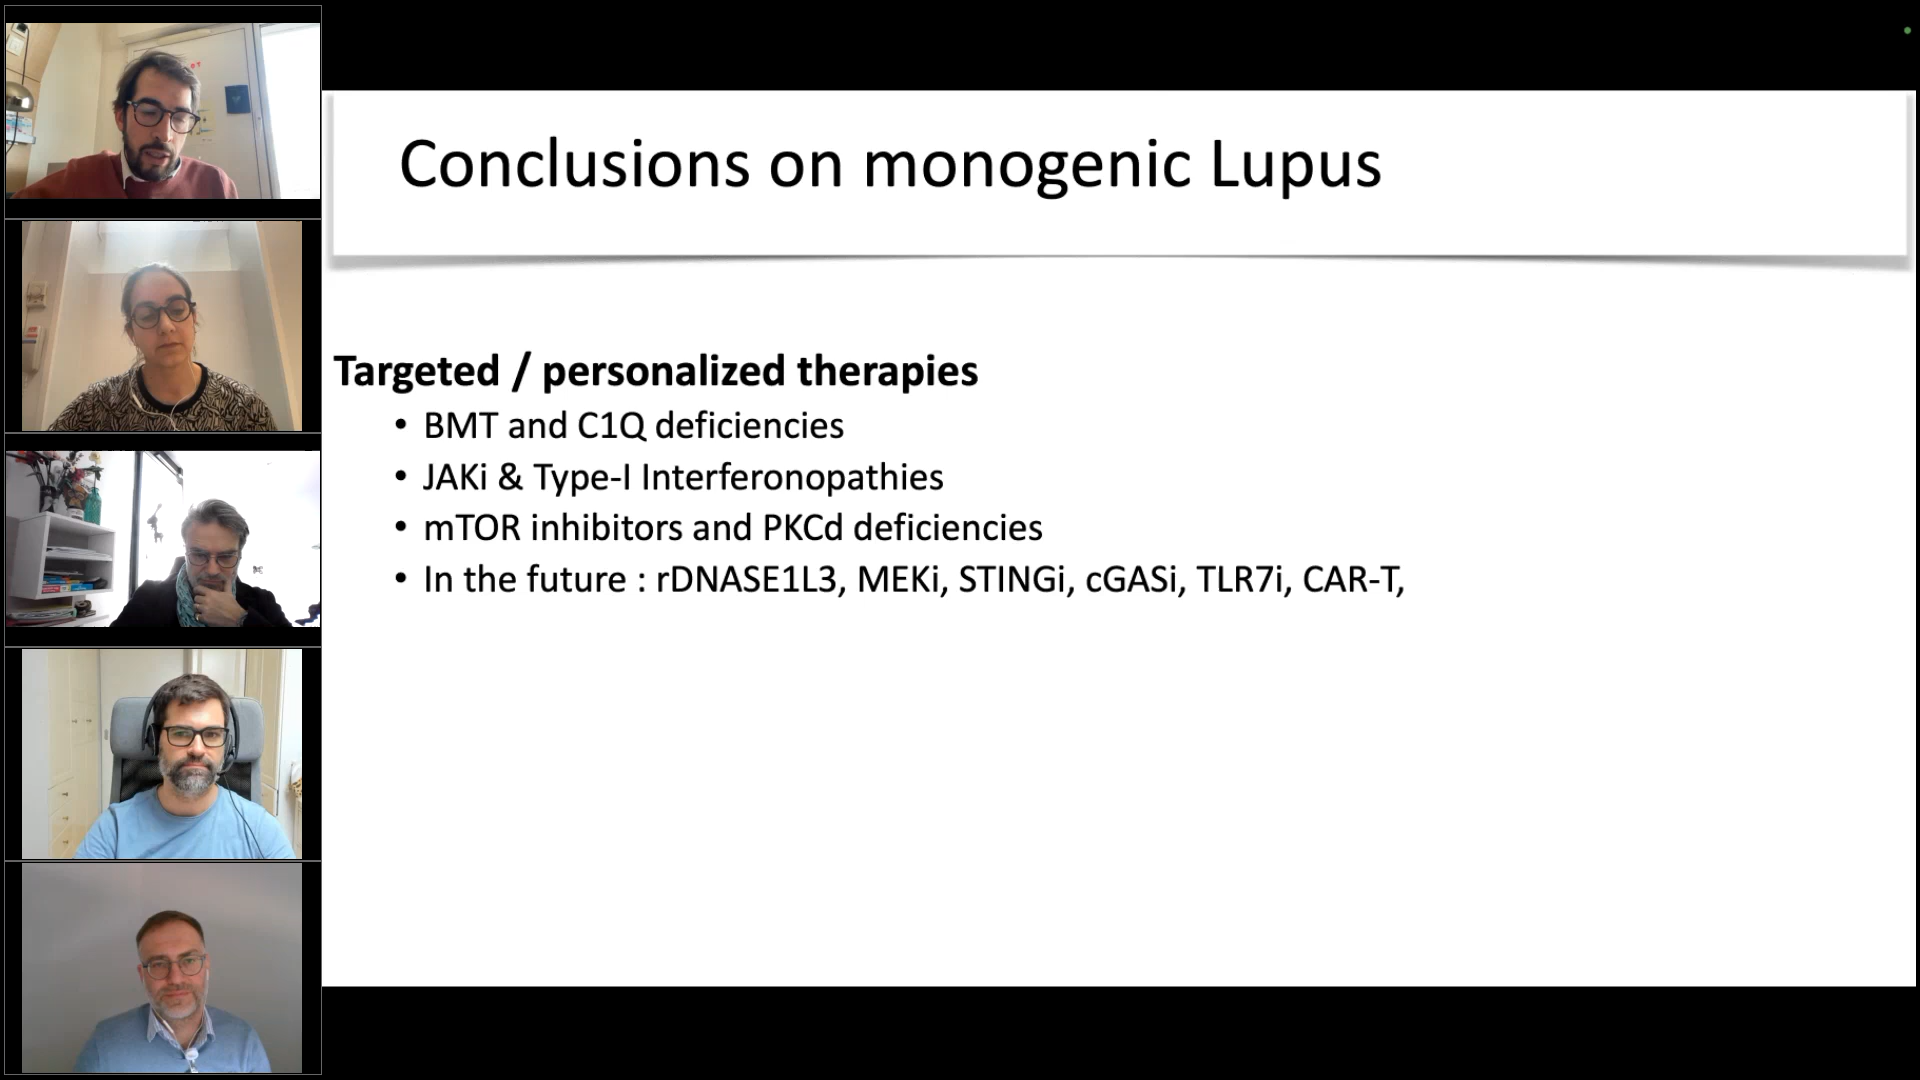 Conclusions on monogenic Lupus
Targeted / personalized therapies
• BMT and C1Q deficiencies
• JAKi & Type-I Interferonopathies
• mTOR inhibitors and PKCd deficiencies
• In the future : rDNASE1L3, MEKi, STINGi, cGASi, TLR7i, CAR-T,